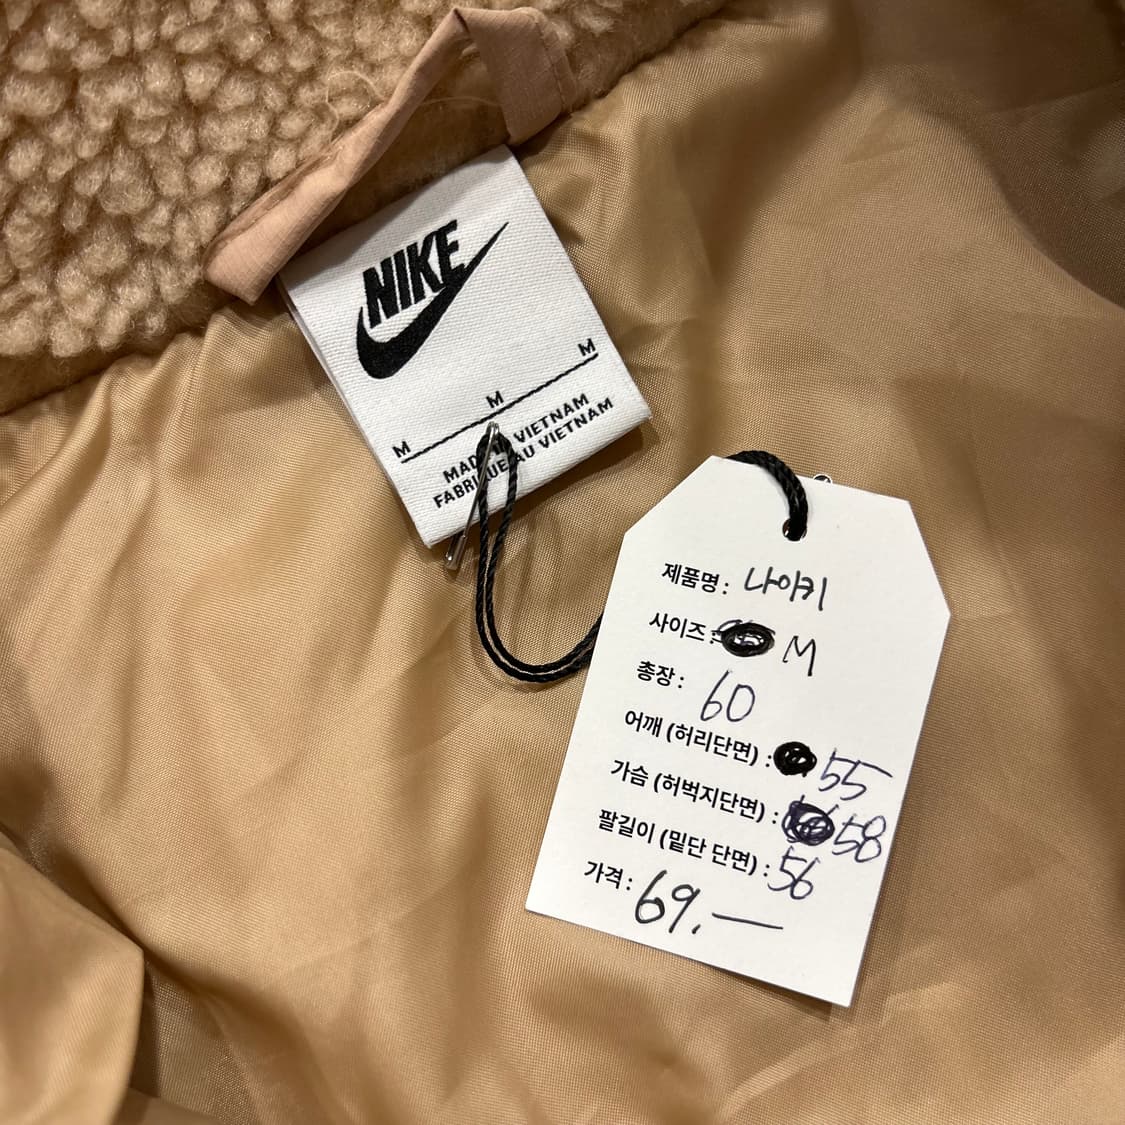 NIKE
M M M
MADE IN VIETNAM
FABRIQUE AU VIETNAM
제품명: 나이키
사이즈: M
총장: 60
어깨 (허리단면) : 55
가슴 (허벅지단면) : 58
팔길이 (밑단 단면) : 56
가격: 69.—